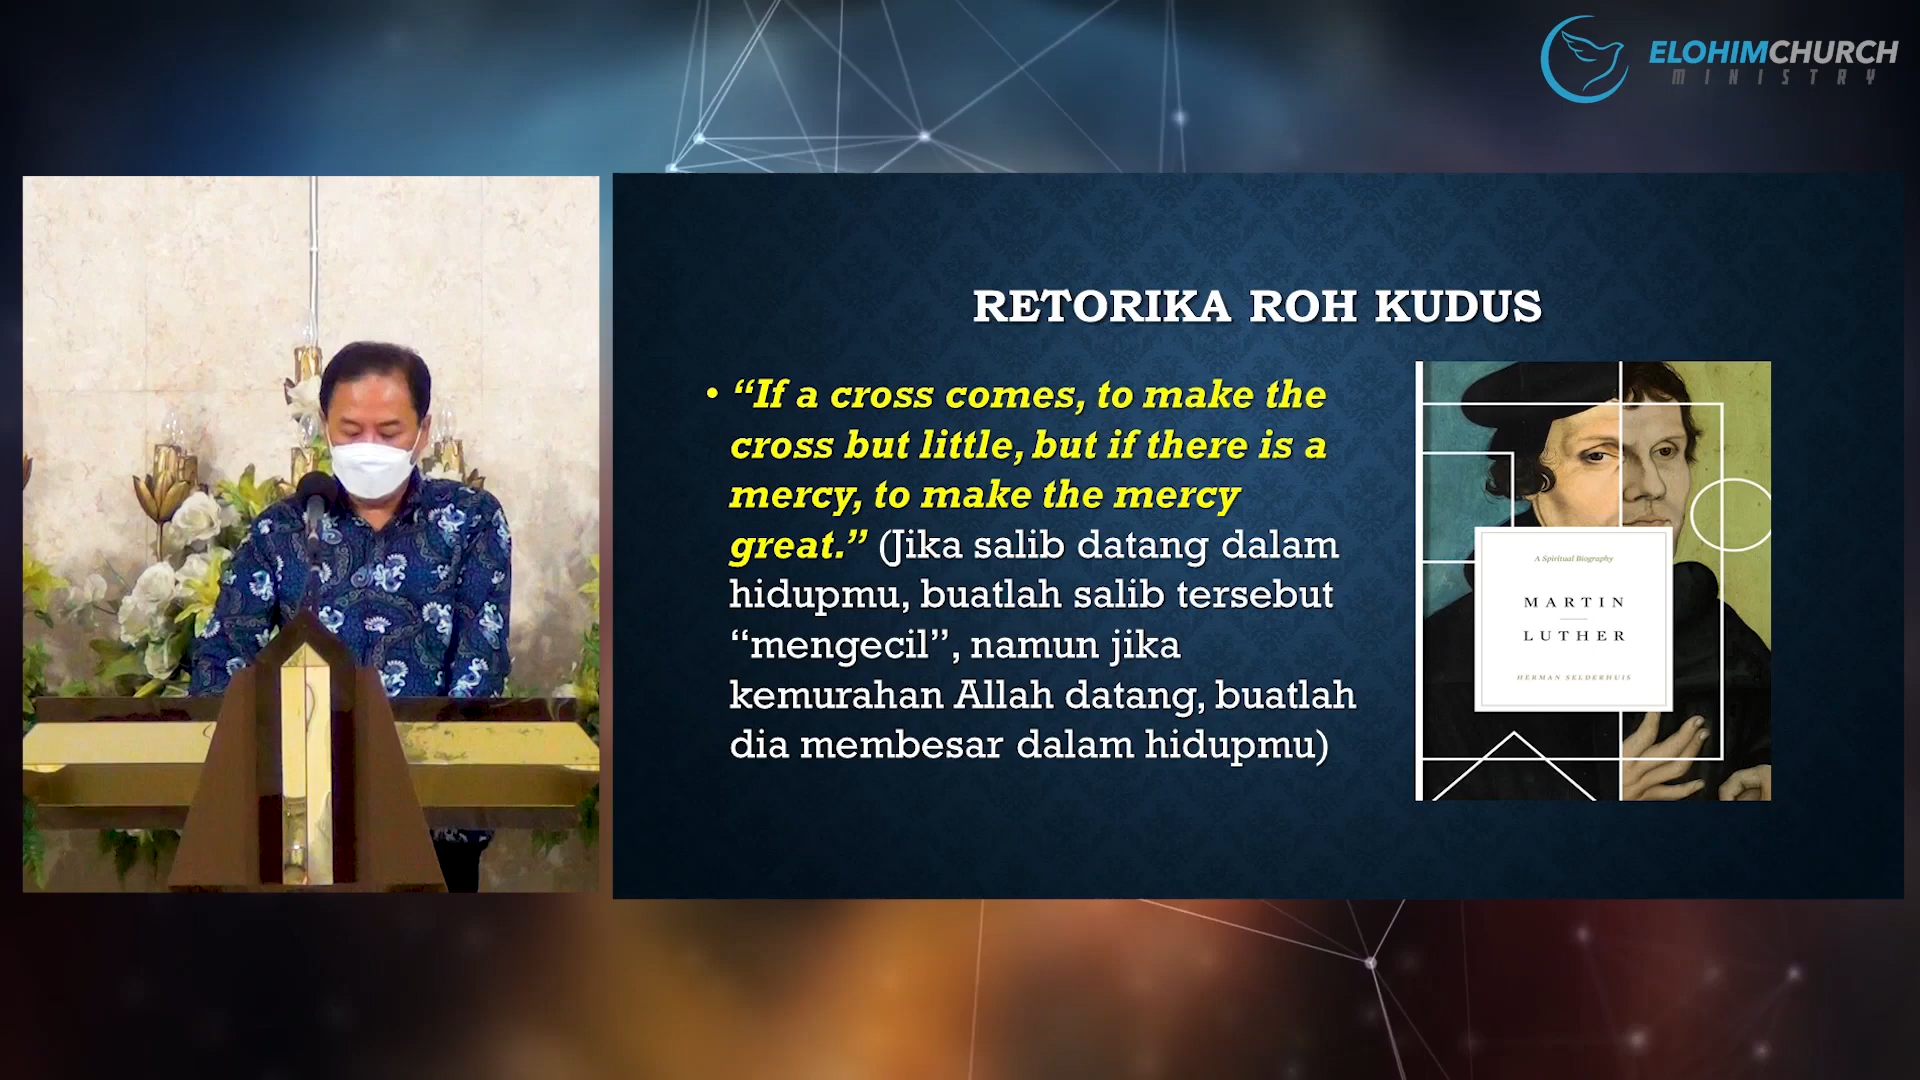 ELOHIMCHURCH
MINISTRY
RETORIKA ROH KUDUS
• “If a cross comes, to make the
cross but little, but if there is a
mercy, to make the mercy
great.” (Jika salib datang dalam
hidupmu, buatlah salib tersebut
“mengecil”, namun jika
kemurahan Allah datang, buatlah
dia membesar dalam hidupmu)
A Spiritual Biography
MARTIN
LUTHER
HERMAN SELDERHUIS